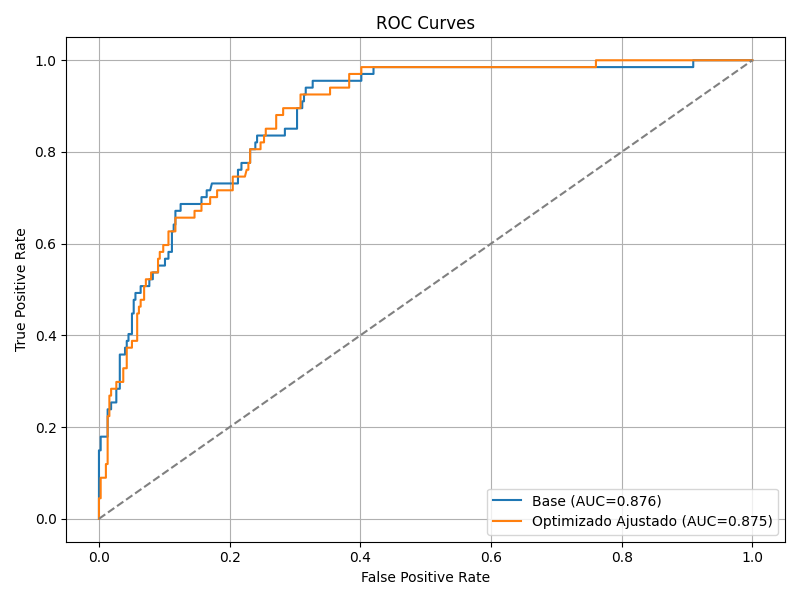 ROC Curves
True Positive Rate
1.0
0.8
0.6
0.4
0.2
0.0
0.0 0.2 0.4 0.6 0.8 1.0
False Positive Rate
Base (AUC=0.876)
Optimizado Ajustado (AUC=0.875)